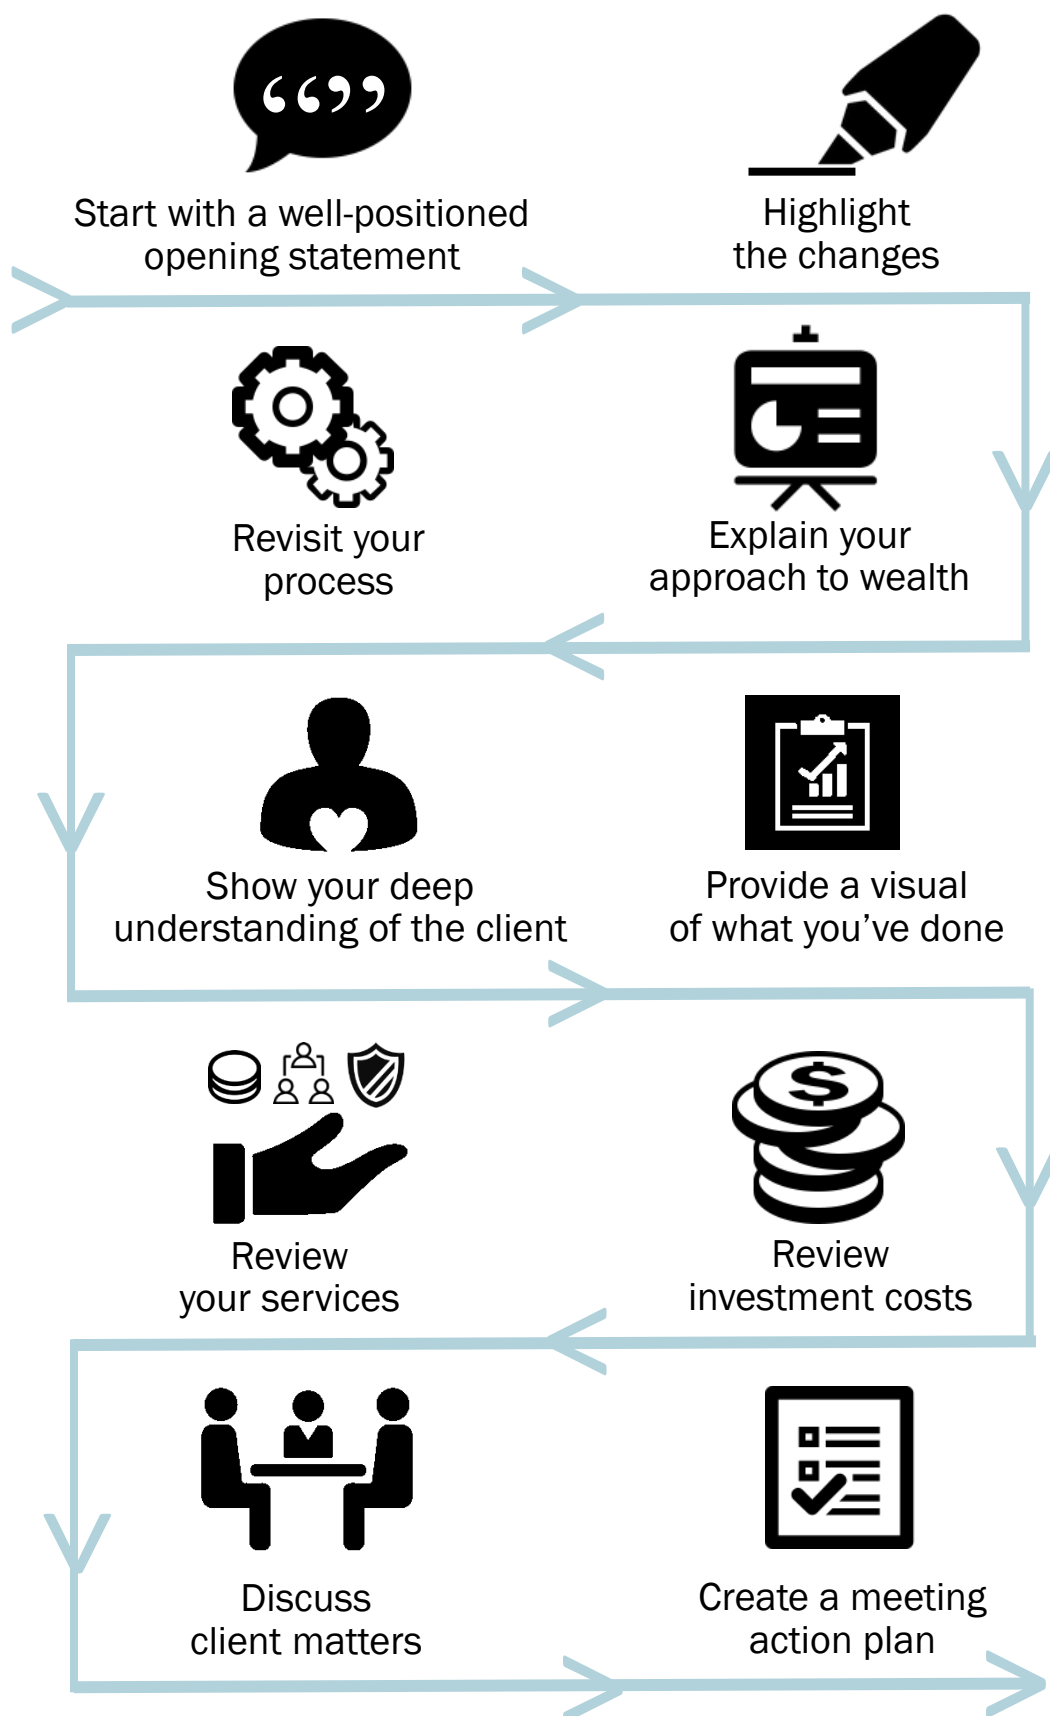 Start with a well-positioned
opening statement
Highlight
the changes
Explain your
approach to wealth
Revisit your
process
Show your deep
understanding of the client
Provide a visual
of what you’ve done
Review
investment costs
Review
your services
Discuss
client matters
Create a meeting
action plan